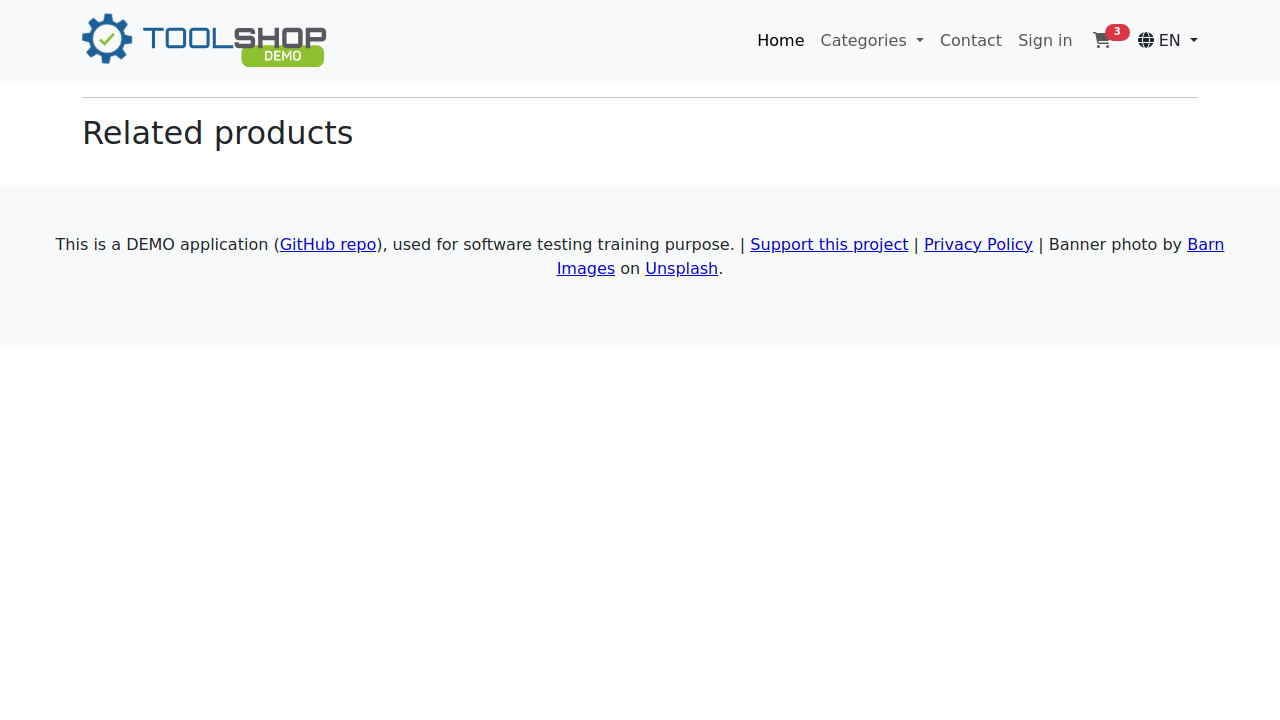 TOOLSHOP
DEMO
Home Categories Contact Sign in 3 EN
Related products
This is a DEMO application (GitHub repo), used for software testing training purpose. | Support this project | Privacy Policy | Banner photo by Barn
Images on Unsplash.